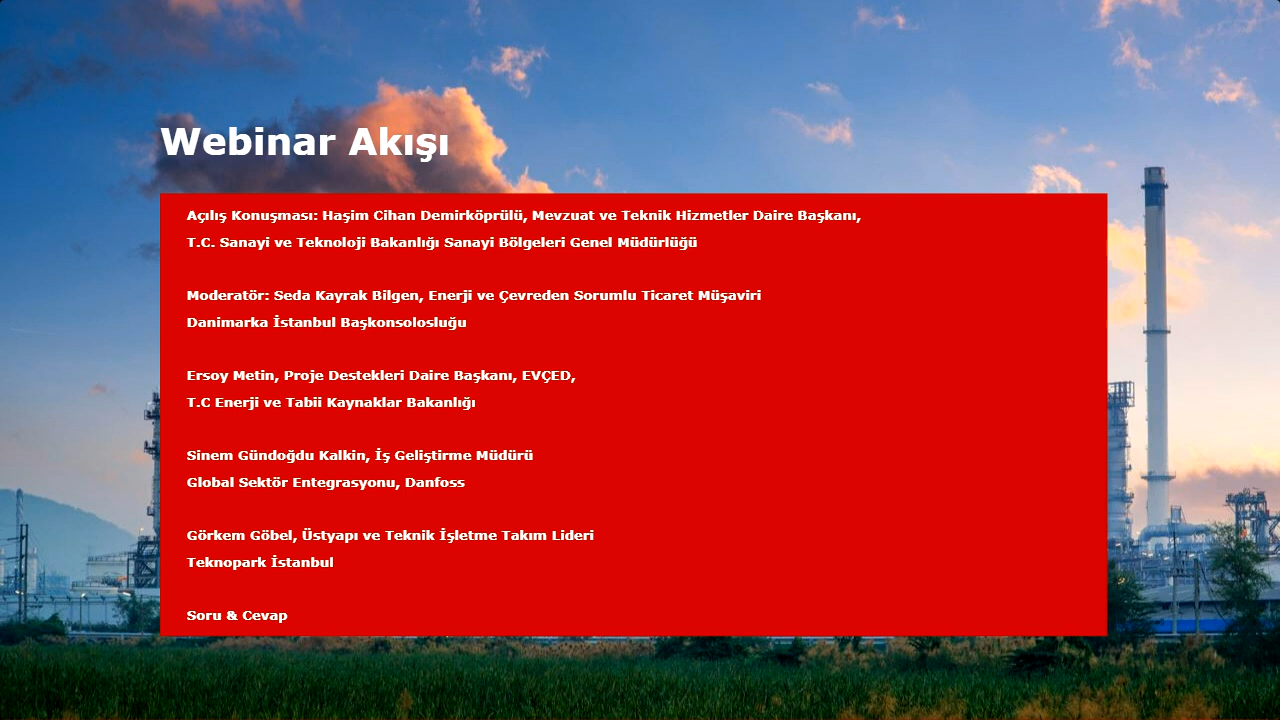 Webinar Akışı
Açılış Konuşması: Haşim Cihan Demirköprülü, Mevzuat ve Teknik Hizmetler Daire Başkanı,
T.C. Sanayi ve Teknoloji Bakanlığı Sanayi Bölgeleri Genel Müdürlüğü
Moderatör: Seda Kayrak Bilgen, Enerji ve Çevreden Sorumlu Ticaret Müşaviri
Danimarka İstanbul Başkonsolosluğu
Ersoy Metin, Proje Destekleri Daire Başkanı, EVÇED,
T.C Enerji ve Tabii Kaynaklar Bakanlığı
Sinem Gündoğdu Kalkin, İş Geliştirme Müdürü
Global Sektör Entegrasyonu, Danfoss
Görkem Göbel, Üstyapı ve Teknik İşletme Takım Lideri
Teknopark İstanbul
Soru & Cevap